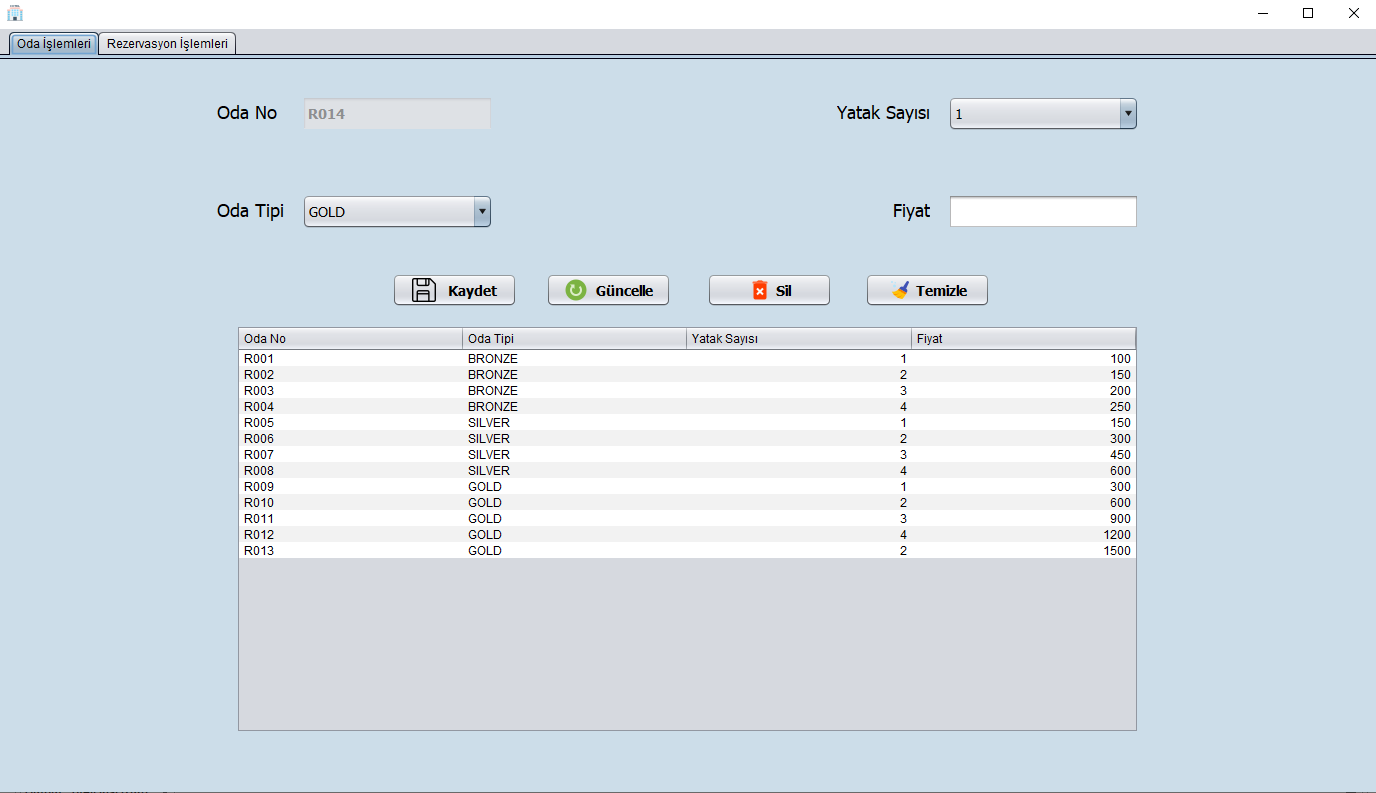 Oda İşlemleri Rezervasyon İşlemleri
Oda No R014 Yatak Sayısı 1
Oda Tipi GOLD Fiyat
Kaydet Güncelle Sil Temizle
Oda No Oda Tipi Yatak Sayısı Fiyat
R001 BRONZE 1 100
R002 BRONZE 2 150
R003 BRONZE 3 200
R004 BRONZE 4 250
R005 SILVER 1 150
R006 SILVER 2 300
R007 SILVER 3 450
R008 SILVER 4 600
R009 GOLD 1 300
R010 GOLD 2 600
R011 GOLD 3 900
R012 GOLD 4 1200
R013 GOLD 2 1500